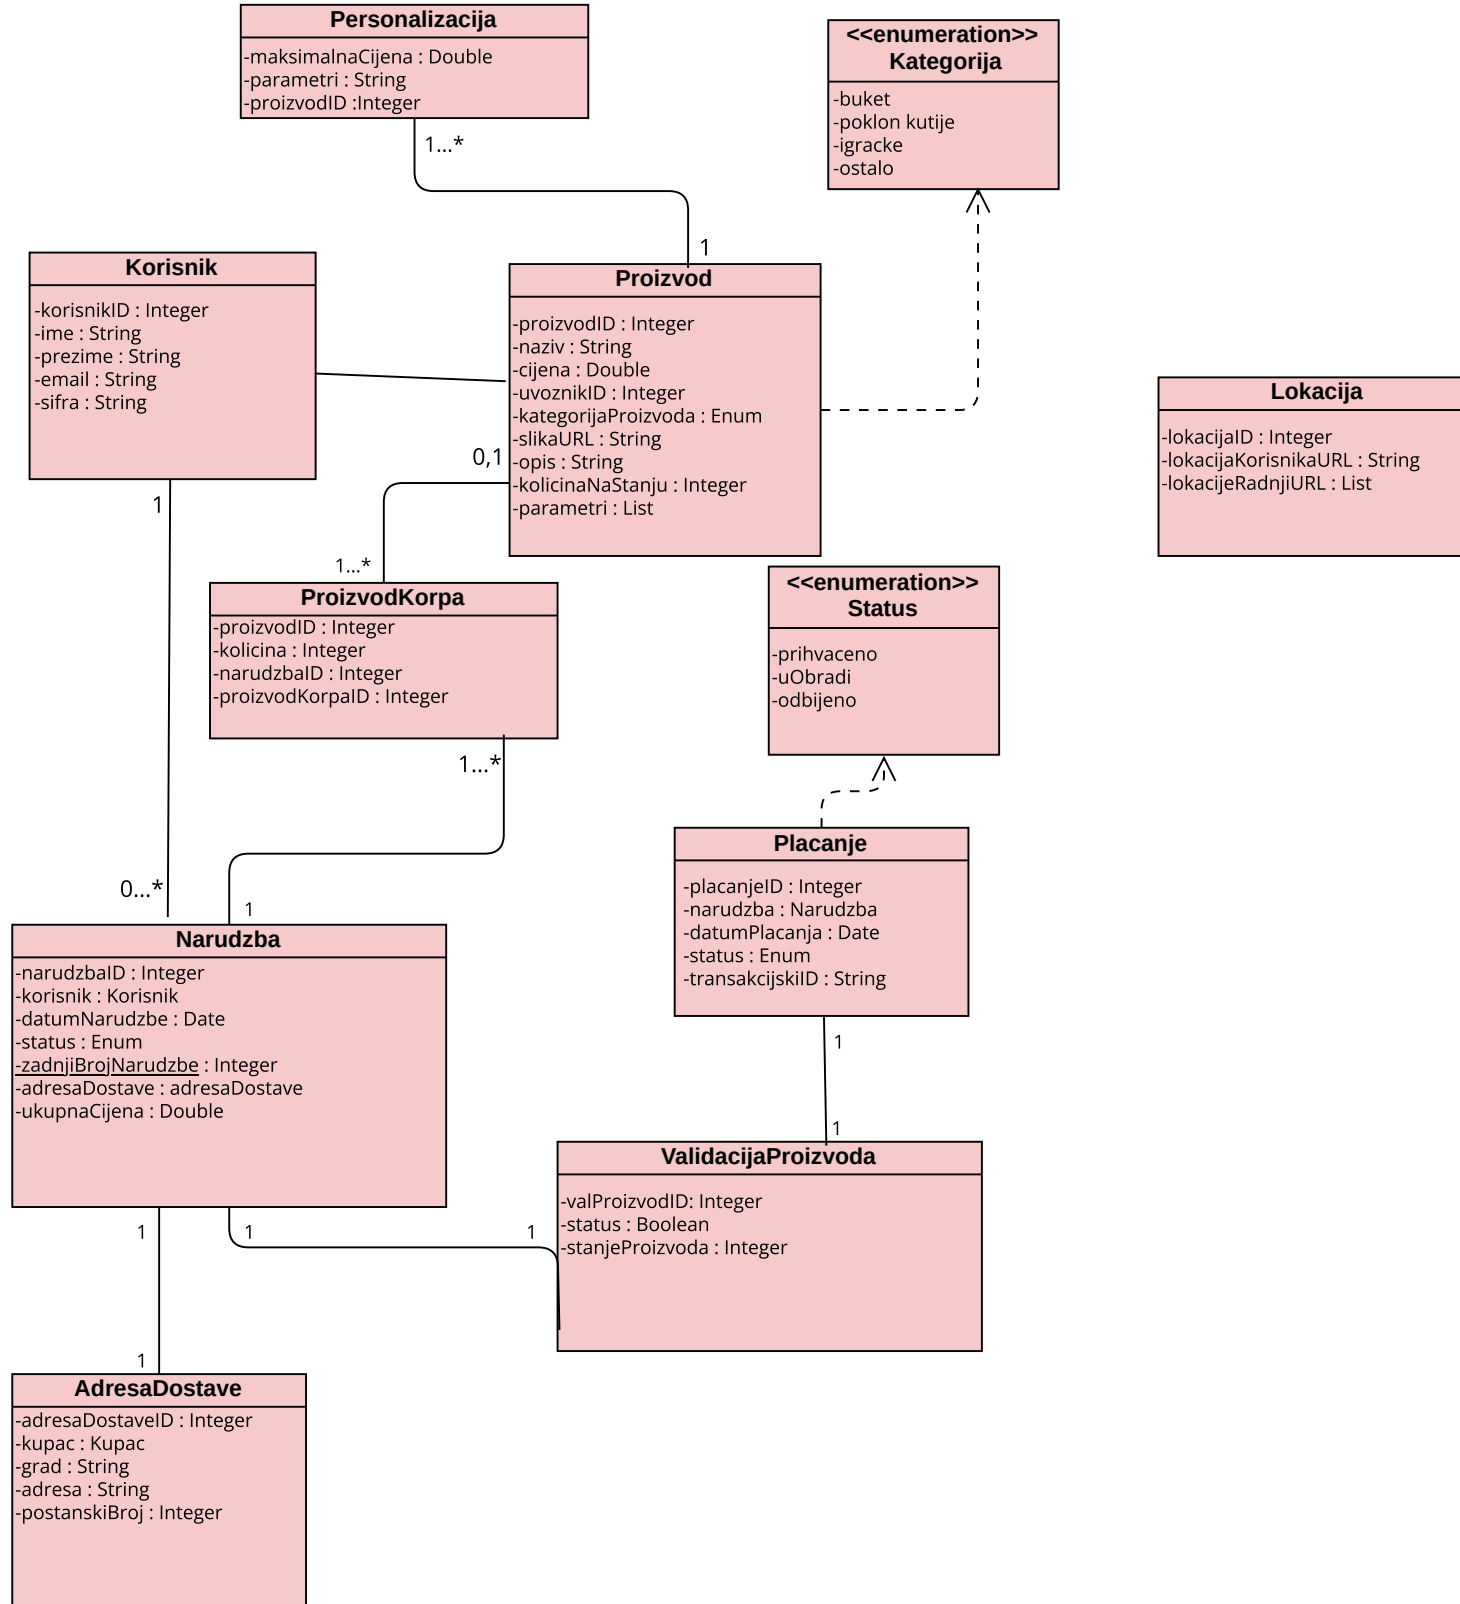 Personalizacija
-maksimalnaCijena : Double
-parametri : String
-proizvodID :Integer
1...*
1
<<enumeration>>
Kategorija
-buket
-poklon kutije
-igracke
-ostalo
Korisnik
-korisnikID : Integer
-ime : String
-prezime : String
-email : String
-sifra : String
1
0...*
Proizvod
-proizvodID : Integer
-naziv : String
-cijena : Double
-uvoznikID : Integer
-kategorijaProizvoda : Enum
-slikaURL : String
-opis : String
-kolicinaNaStanju : Integer
-parametri : List
0,1
1...*
Lokacija
-lokacijaID : Integer
-lokacijaKorisnikaURL : String
-lokacijeRadnjiURL : List
ProizvodKorpa
-proizvodID : Integer
-kolicina : Integer
-narudzbaID : Integer
-proizvodKorpaID : Integer
1...*
1
<<enumeration>>
Status
-prihvaceno
-uObradi
-odbijeno
Placanje
-placanjeID : Integer
-narudzba : Narudzba
-datumPlacanja : Date
-status : Enum
-transakcijskiID : String
1
1
Narudzba
-narudzbaID : Integer
-korisnik : Korisnik
-datumNarudzbe : Date
-status : Enum
-zadnjiBrojNarudzbe : Integer
-adresaDostave : adresaDostave
-ukupnaCijena : Double
1
1
1
1
ValidacijaProizvoda
-valProizvodID: Integer
-status : Boolean
-stanjeProizvoda : Integer
AdresaDostave
-adresaDostaveID : Integer
-kupac : Kupac
-grad : String
-adresa : String
-postanskiBroj : Integer